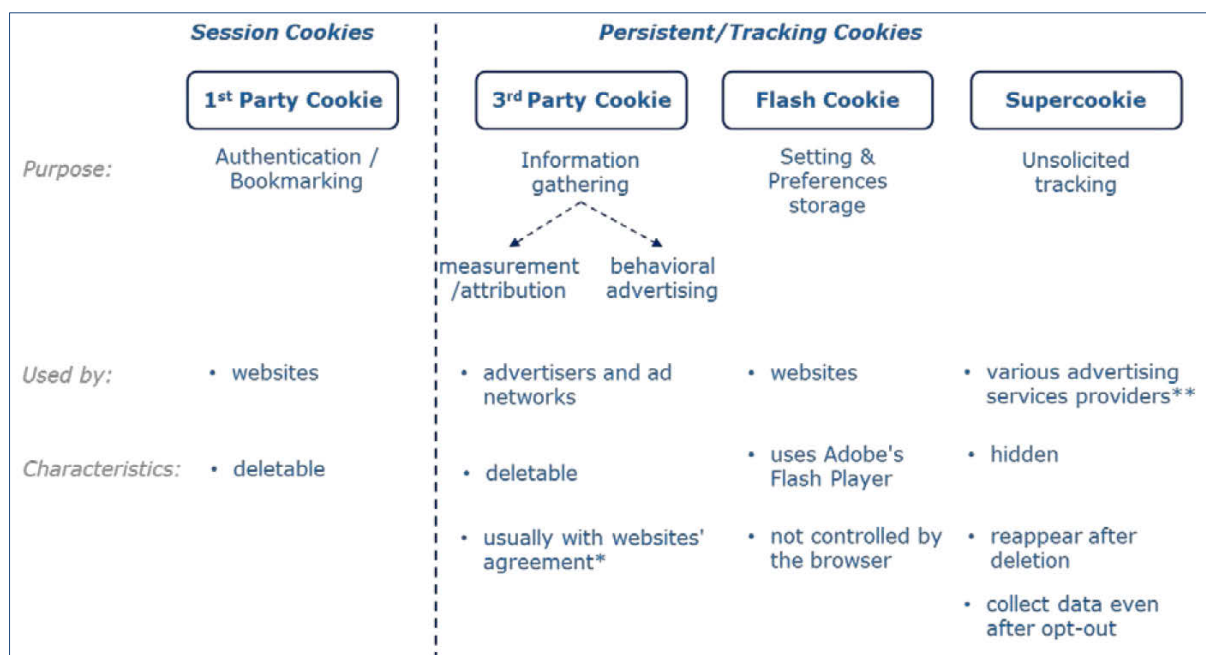 Session Cookies
Persistent/Tracking Cookies
1st Party Cookie
3rd Party Cookie
Flash Cookie
Supercookie
Purpose:
Authentication /
Bookmarking
Information
gathering
measurement
/attribution
behavioral
advertising
Setting &
Preferences
storage
Unsolicited
tracking
Used by:
• websites
• advertisers and ad
networks
• websites
• various advertising
services providers**
Characteristics:
• deletable
• deletable
• usually with websites'
agreement*
• uses Adobe's
Flash Player
• not controlled by
the browser
• hidden
• reappear after
deletion
• collect data even
after opt-out